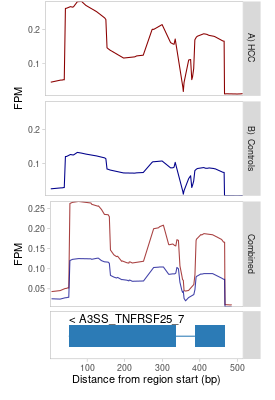 0.2
0.1
FPM
A) HCC
0.2
0.1
B) Controls
0.25
0.20
0.15
0.10
0.05
FPM
Combined
< A3SS_TNFRSF25_7
100 200 300 400 500
Distance from region start (bp)